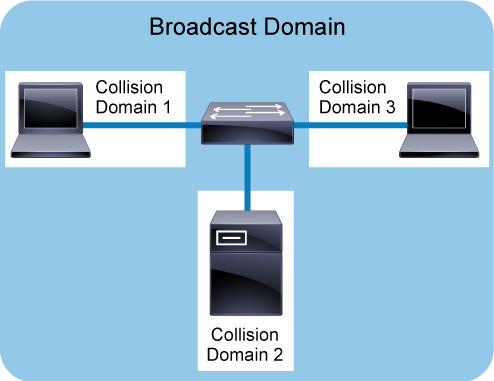 Broadcast Domain
Collision
Domain 1
Collision
Domain 3
Collision
Domain 2